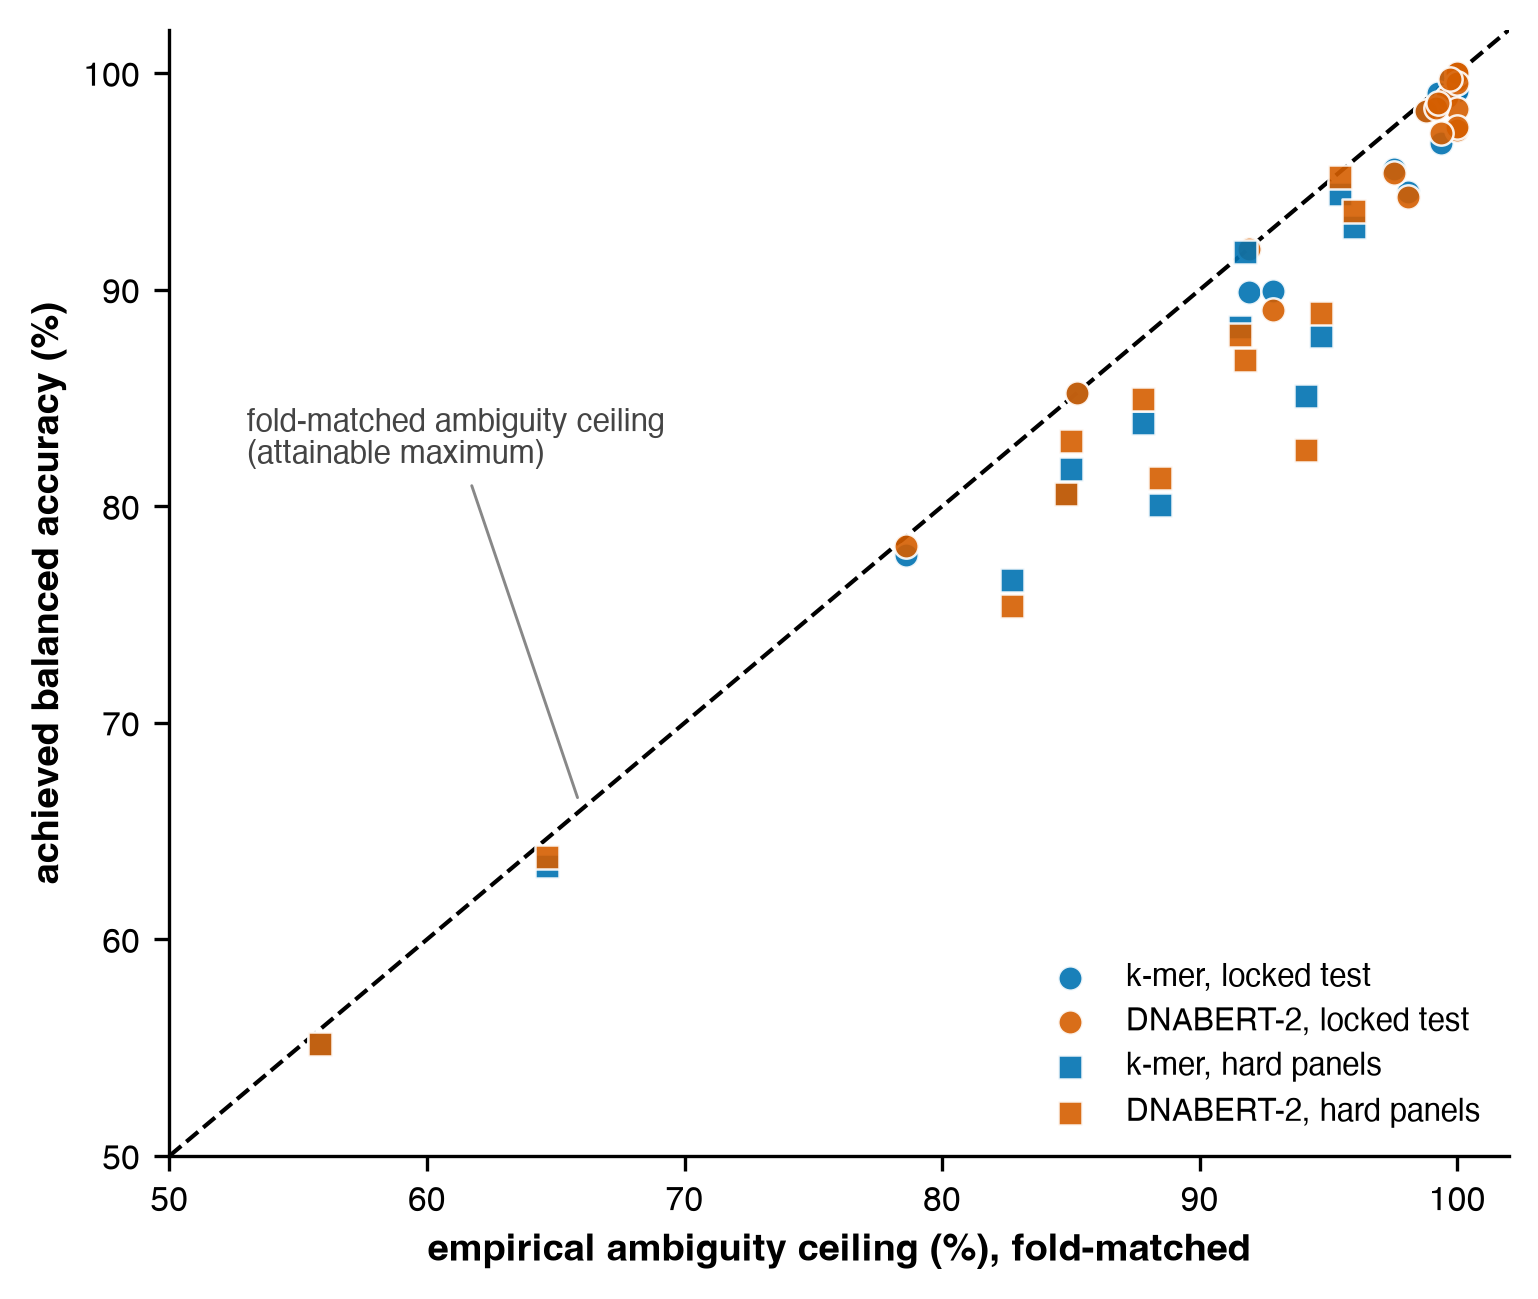 100
90
80
70
60
50
achieved balanced accuracy (%)
fold-matched ambiguity ceiling
(attainable maximum)
k-mer, locked test
DNABERT-2, locked test
k-mer, hard panels
DNABERT-2, hard panels
50 60 70 80 90 100
empirical ambiguity ceiling (%), fold-matched